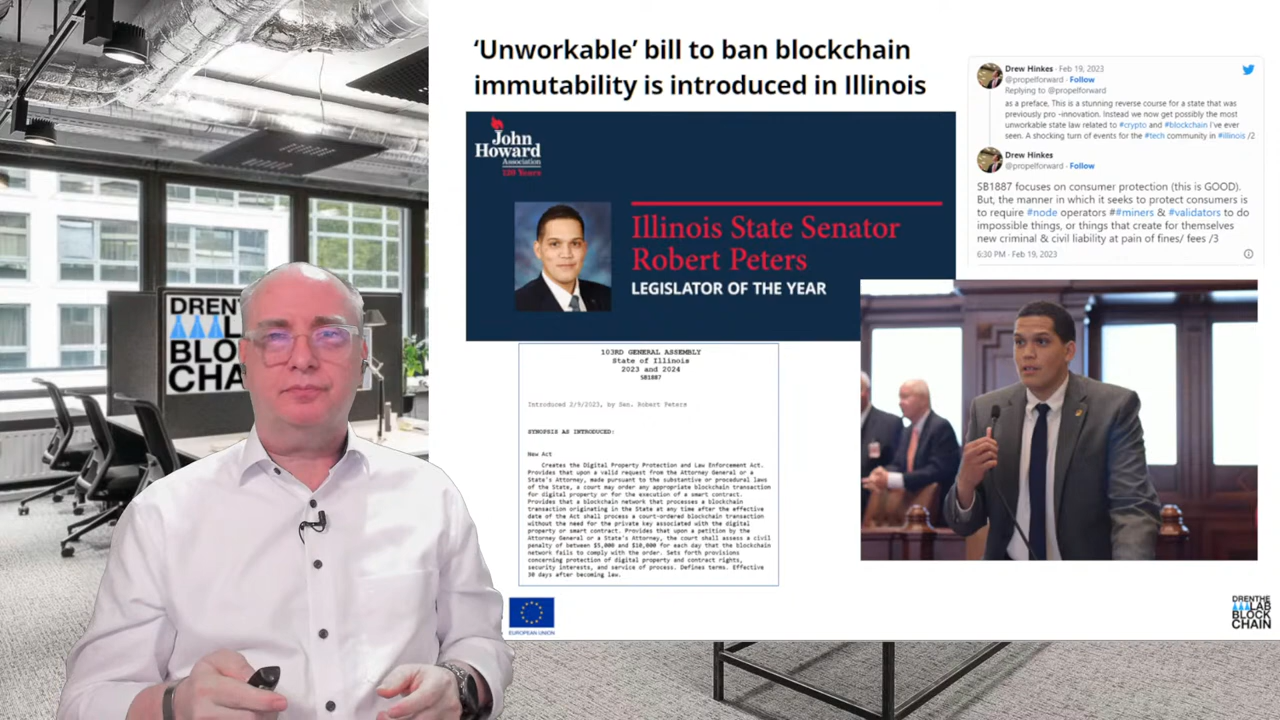 ‘Unworkable’ bill to ban blockchain
immutability is introduced in Illinois
John
Howard
Association
120 Years
Illinois State Senator
Robert Peters
LEGISLATOR OF THE YEAR
Drew Hinkes · Feb 19, 2023
@propelforward · Follow
Replying to @propelforward
as a preface, This is a stunning reverse course for a state that was
previously pro -innovation. Instead we now get possibly the most
unworkable state law related to #crypto and #blockchain I've ever
seen. A shocking turn of events for the #tech community in #illinois /2
Drew Hinkes
@propelforward · Follow
SB1887 focuses on consumer protection (this is GOOD).
But, the manner in which it seeks to protect consumers is
to require #node operators ##miners & #validators to do
impossible things, or things that create for themselves
new criminal & civil liability at pain of fines/ fees /3
6:30 PM · Feb 19, 2023
103RD GENERAL ASSEMBLY
State of Illinois
2023 and 2024
SB1887
Introduced 2/9/2023, by Sen. Robert Peters
SYNOPSIS AS INTRODUCED:
New Act
Creates the Digital Property Protection and Law Enforcement Act.
Provides that upon a valid request from the Attorney General or a
State's Attorney, made pursuant to the substantive or procedural laws
of the State, a court may order any appropriate blockchain transaction
for digital property or for the execution of a smart contract.
Provides that a blockchain network that processes a blockchain
transaction originating in the State at any time after the effective
date of the Act shall process a court-ordered blockchain transaction
without the need for the private key associated with the digital
property or smart contract. Provides that upon a petition by the
Attorney General or a State's Attorney, the court shall assess a civil
penalty of between $5,000 and $10,000 for each day that the blockchain
network fails to comply with the order. Sets forth provisions
concerning protection of digital property and contract rights,
security interests, and service of process. Defines terms. Effective
30 days after becoming law.
DREN
L
BLO
CHA
EUROPEAN UNION
DRENTHE
LAB
BLOCK
CHAIN